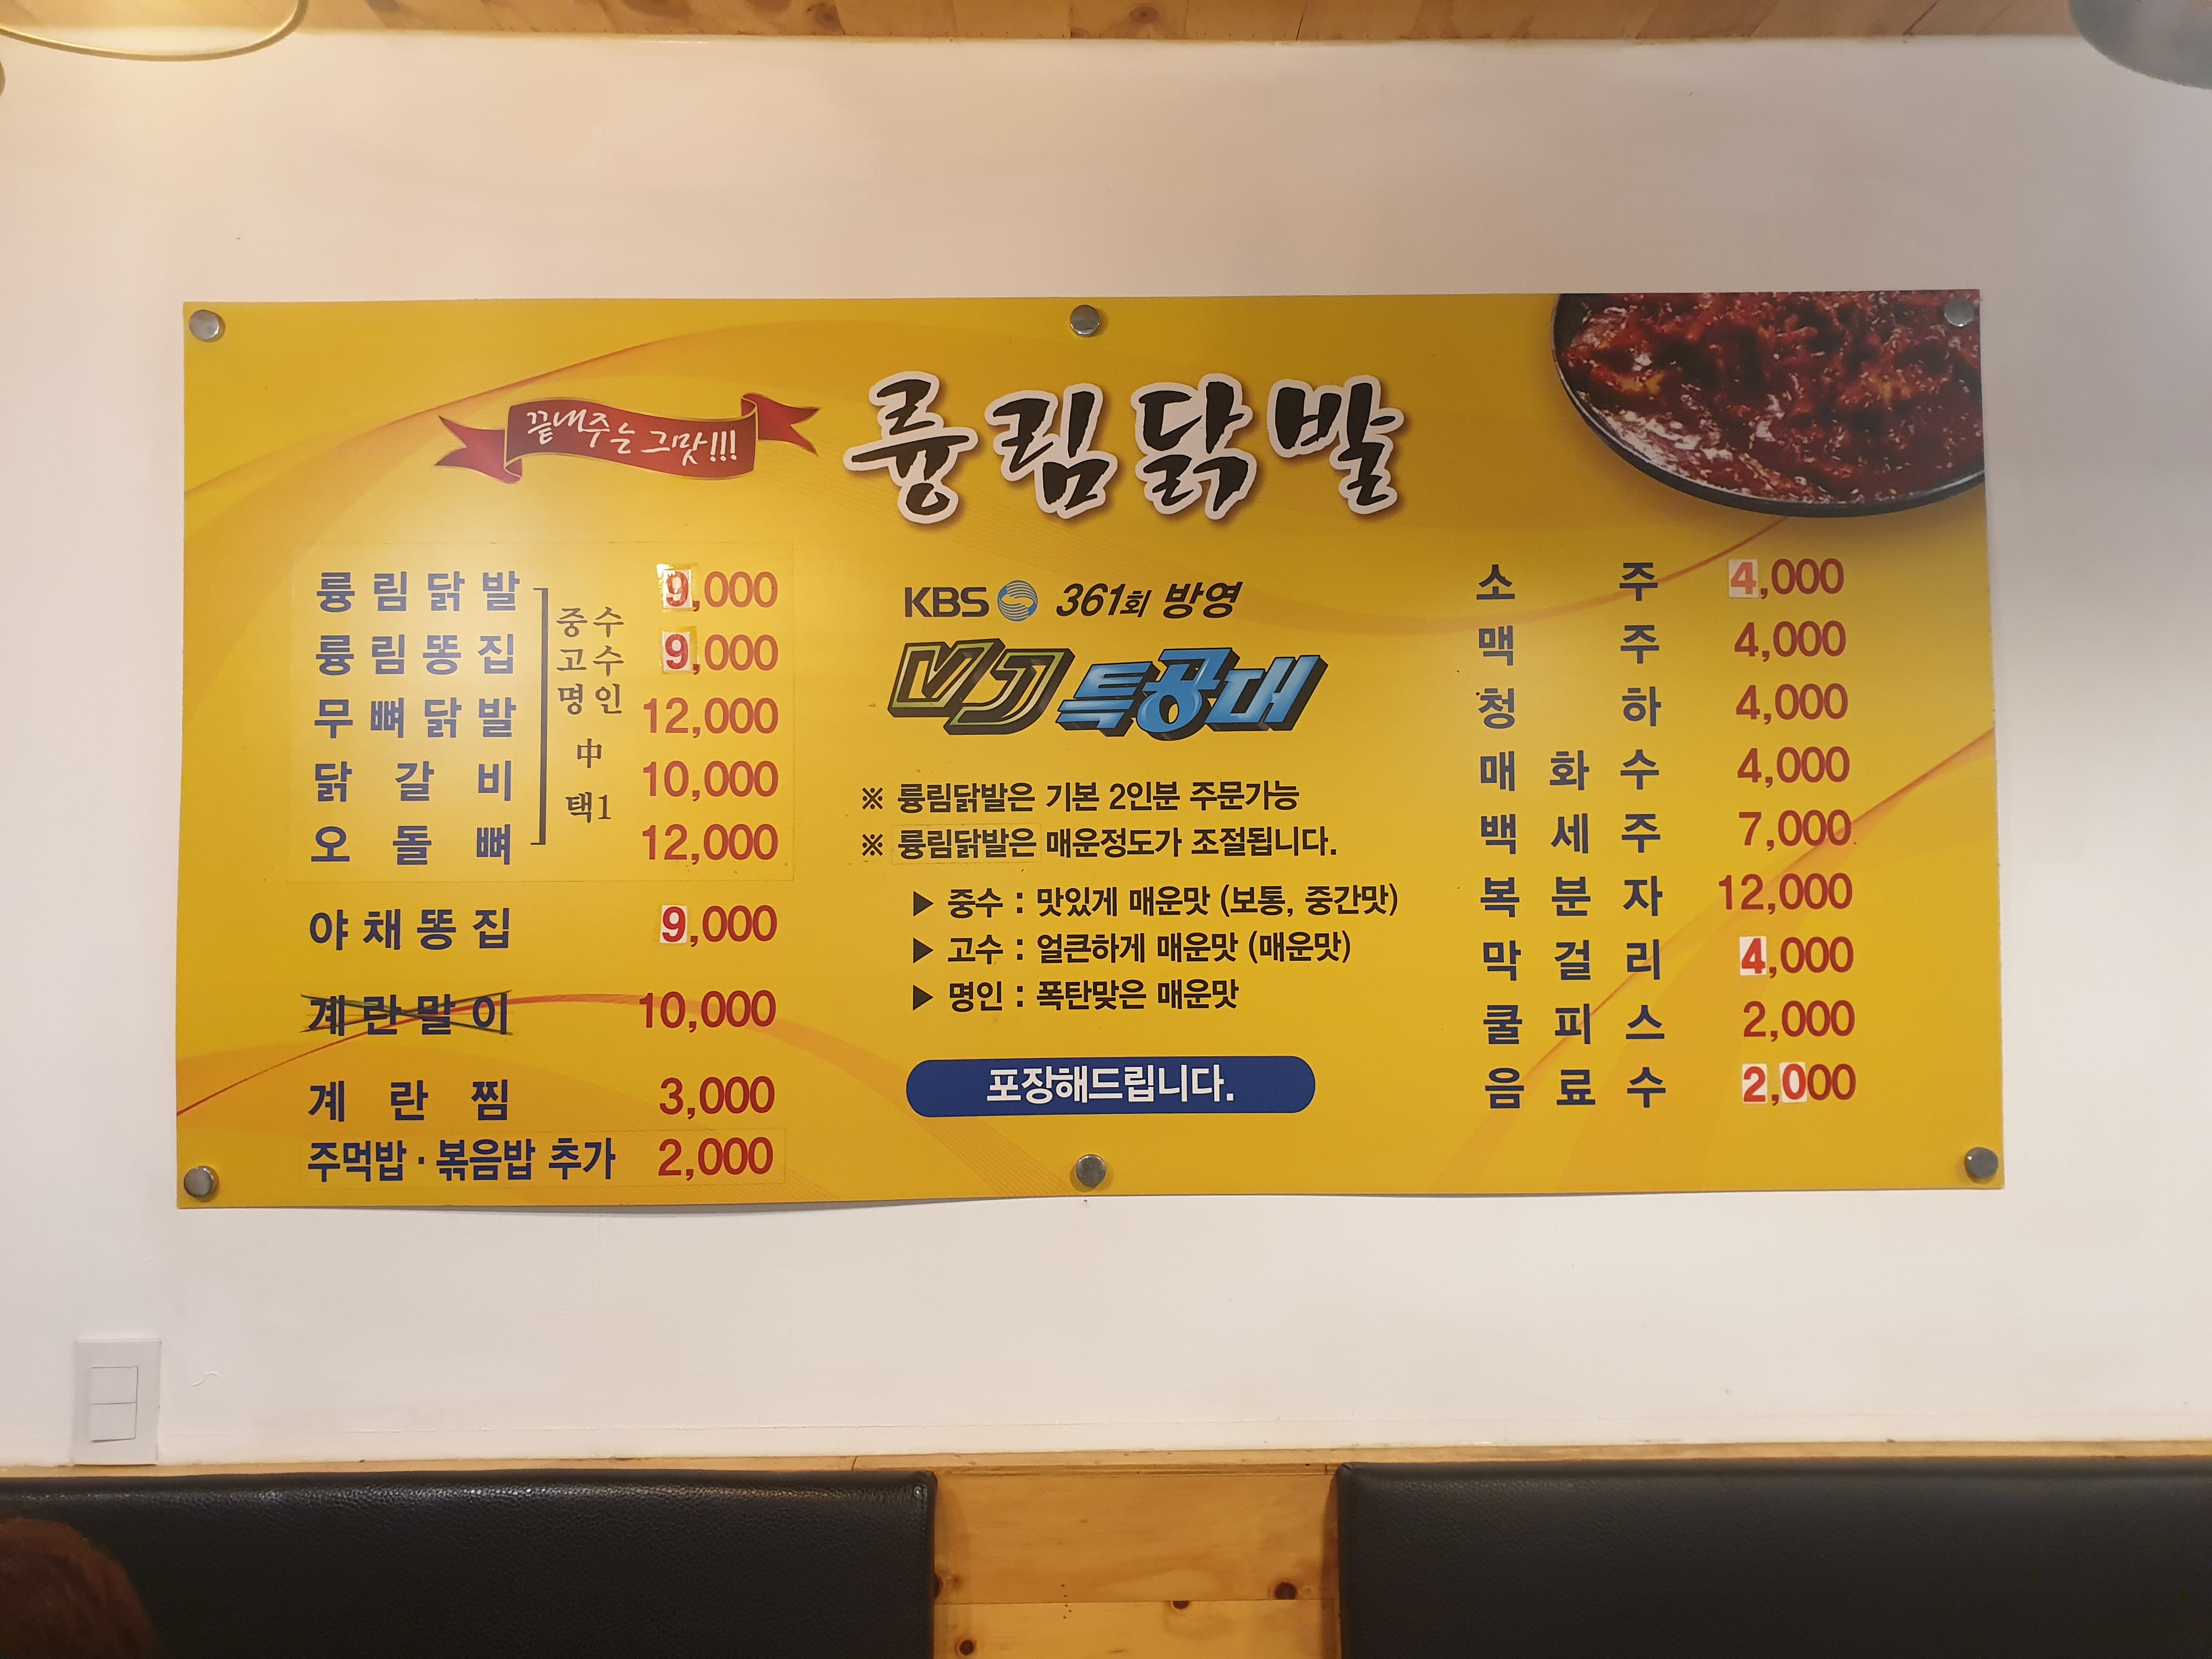 끝내주는 그맛!!!
륭림닭발
륭림닭발 9,000
륭림똥집 9,000
무뼈닭발 12,000
닭갈비 10,000
오돌뼈 12,000
중수
고수
명인
中
택1
야채똥집 9,000
계란말이 10,000
계란찜 3,000
주먹밥·볶음밥 추가 2,000
KBS 361회 방영
VJ특공대
※ 륭림닭발은 기본 2인분 주문가능
※ 륭림닭발은 매운정도가 조절됩니다.
▶ 중수 : 맛있게 매운맛 (보통, 중간맛)
▶ 고수 : 얼큰하게 매운맛 (매운맛)
▶ 명인 : 폭탄맞은 매운맛
포장해드립니다.
소주 4,000
맥주 4,000
청하 4,000
매화수 4,000
백세주 7,000
복분자 12,000
막걸리 4,000
쿨피스 2,000
음료수 2,000